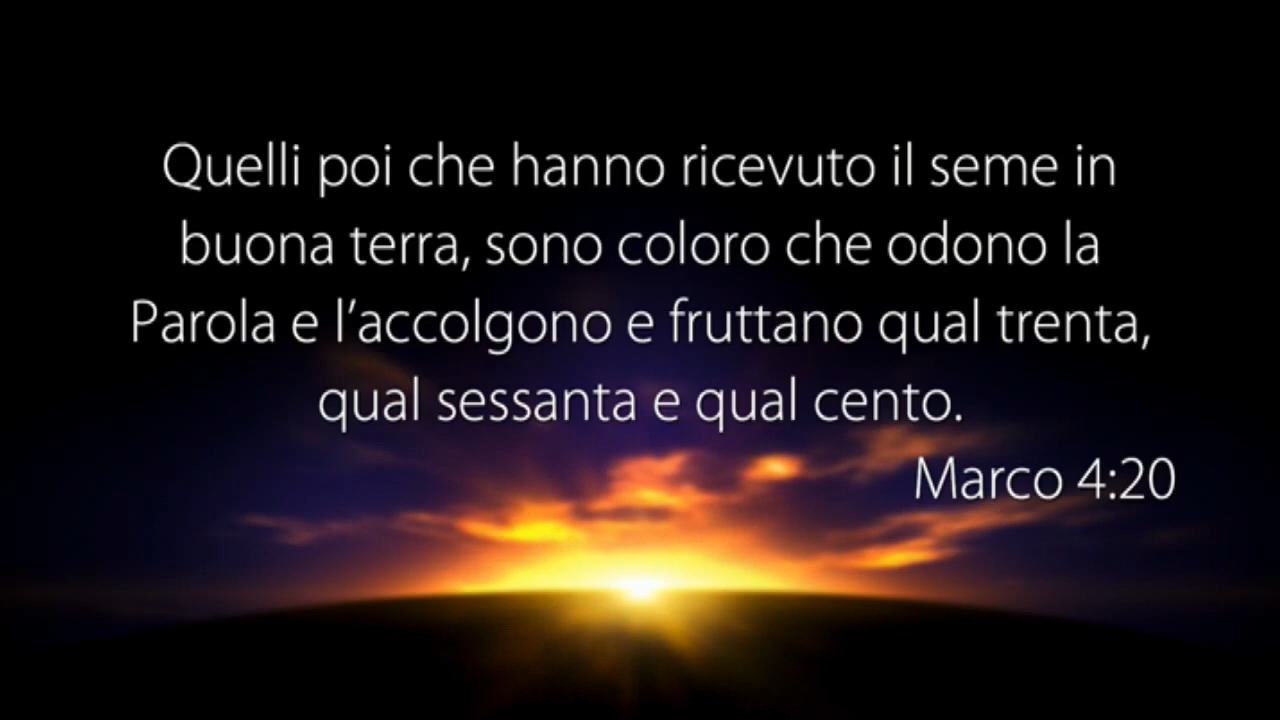 Quelli poi che hanno ricevuto il seme in
buona terra, sono coloro che odono la
Parola e l’accolgono e fruttano qual trenta,
qual sessanta e qual cento.
Marco 4:20